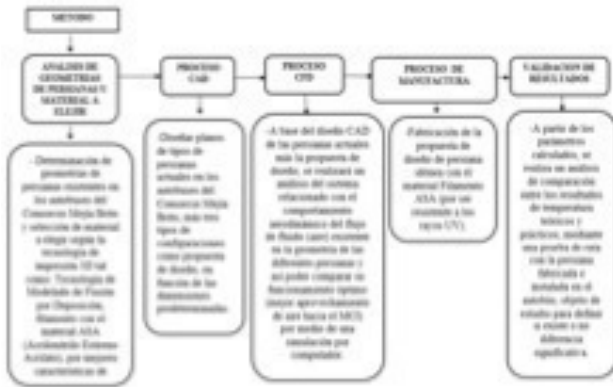 METODO
ANALISIS DE
GEOMETRIAS
DE PERSIANAS Y
MATERIAL A
ELEGIR
PROCESO
CAD
PROCESO
CFD
PROCESO DE
MANUFACTURA
VALIDACION DE
RESULTADOS
- Determinación de
geometrías de
persianas existentes en
los autobuses del
Consorcio Mejía Brito
y selección de material
a elegir según la
tecnología de
impresión 3D tal
como: Tecnología de
Modelado de Fusión
por Deposición,
filamento con el
material ASA
(Acrilonitrilo Estireno
Acrilato), por mejores
características de
-Diseñar planos
de tipos de
persianas
actuales en los
autobuses del
Consorcio Mejía
Brito, más tres
tipos de
configuraciones
como propuesta
de diseño, en
función de las
dimensiones
predeterminadas
-A base del diseño CAD
de las persianas actuales
más la propuesta de
diseño, se realizará un
análisis del sistema
relacionado con el
comportamiento
aerodinámico del flujo
de fluido (aire) existente
en la geometría de las
diferentes persianas y
así poder comparar su
funcionamiento óptimo
(mayor aprovechamiento
de aire hacia el MCI)
por medio de una
simulación por
computador.
-Fabricación de la
propuesta de
diseño de persiana
óptima con el
material Filamento
ASA (por ser
resistente a los
rayos UV).
-A partir de los
parámetros
calculados, se
realiza un análisis de
comparación
entre los resultados
de temperatura
teóricos y
prácticos, mediante
una prueba de ruta
con la persiana
fabricada e
instalada en el
autobús, objeto de
estudio para definir
si existe o no
diferencia
significativa.